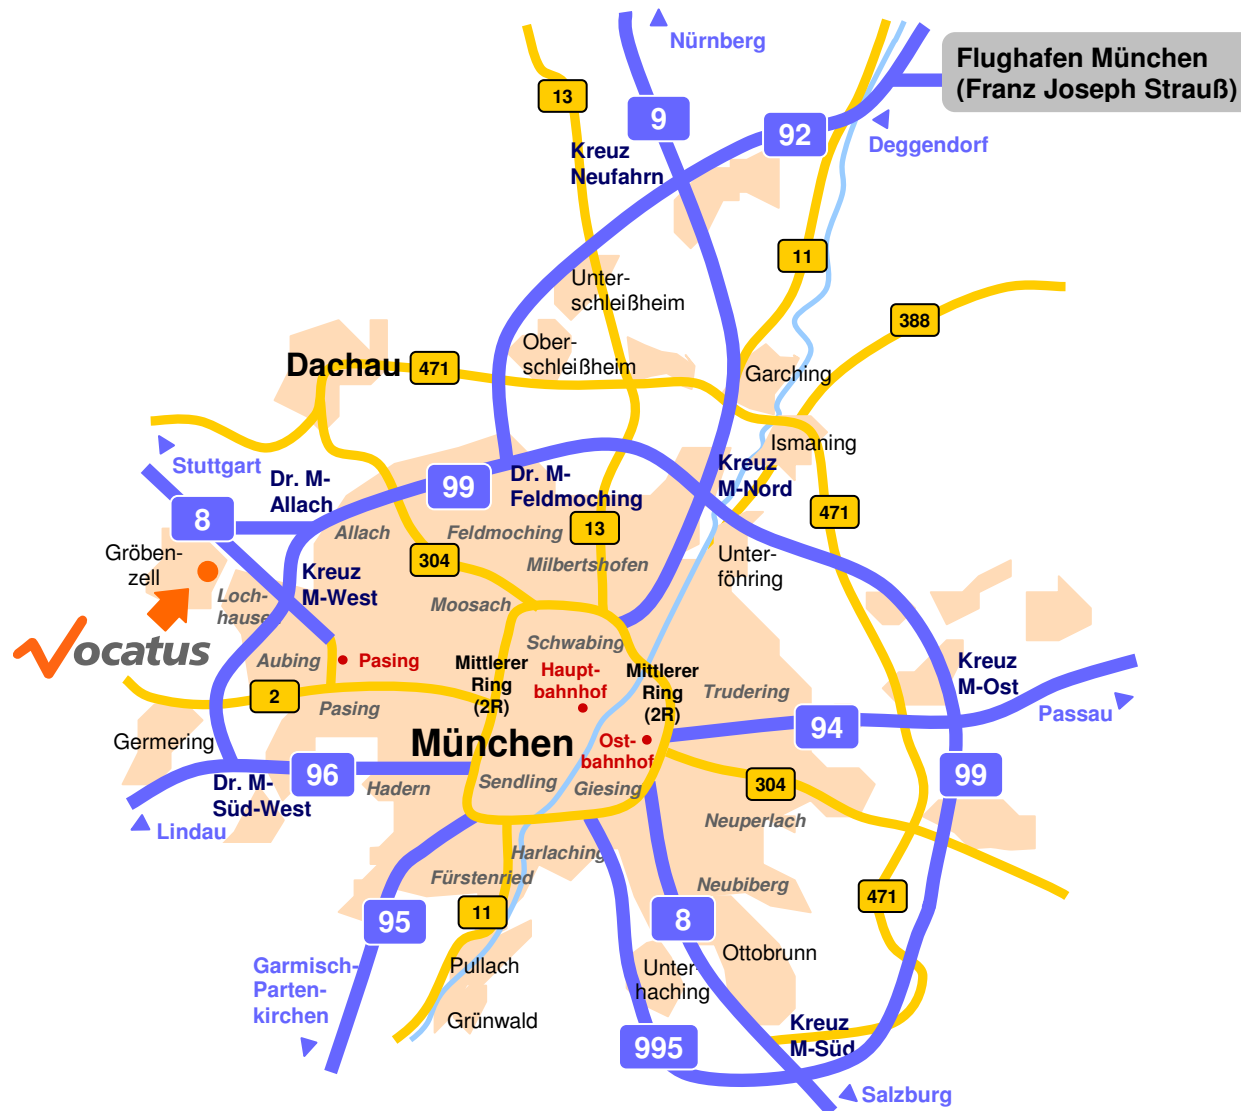 Nürnberg
Flughafen München
(Franz Joseph Strauß)
13
9
92
Deggendorf
Kreuz
Neufahrn
11
Unter-
schleißheim
388
Ober-
schleißheim
Dachau
471
Garching
Ismaning
Stuttgart
Dr. M-
Allach
99
Dr. M-
Feldmoching
Kreuz
M-Nord
471
8
Allach
Feldmoching
13
Gröben-
zell
304
Milbertshofen
Unter-
föhring
Kreuz
M-West
Loch-
hause
Moosach
Vocatus
Schwabing
Aubing
Pasing
Mittlerer
Ring
(2R)
Haupt-
bahnhof
Mittlerer
Ring
(2R)
Kreuz
M-Ost
2
Pasing
Trudering
Passau
94
Germering
München
Ost-
bahnhof
96
99
Dr. M-
Süd-West
Hadern
Sendling
Giesing
304
Lindau
Neuperlach
Harlaching
Fürstenried
Neubiberg
471
95
11
8
Garmisch-
Parten-
kirchen
Pullach
Unter-
haching
Ottobrunn
Grünwald
995
Kreuz
M-Süd
Salzburg